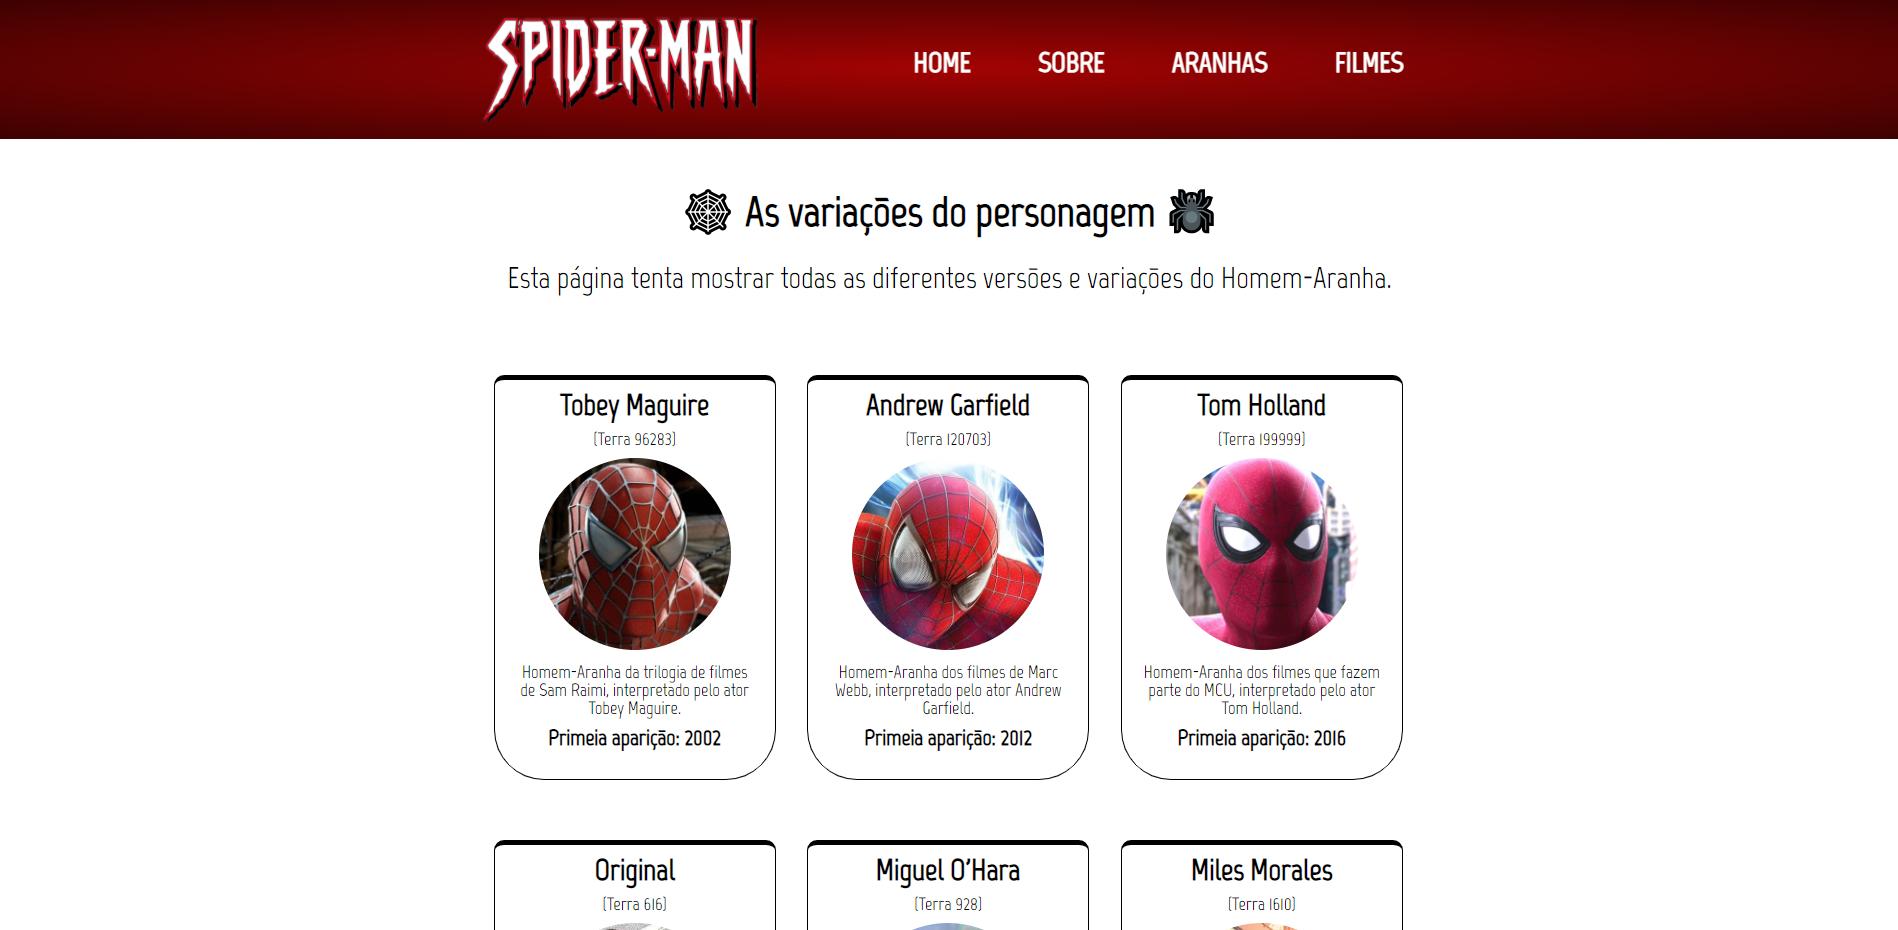 SPIDER-MAN
HOME SOBRE ARANHAS FILMES
As variações do personagem
Esta página tenta mostrar todas as diferentes versões e variações do Homem-Aranha.
Tobey Maguire
(Terra 96283)
Homem-Aranha da trilogia de filmes
de Sam Raimi, interpretado pelo ator
Tobey Maguire.
Primeia aparição: 2002
Andrew Garfield
(Terra 120703)
Homem-Aranha dos filmes de Marc
Webb, interpretado pelo ator Andrew
Garfield.
Primeia aparição: 2012
Tom Holland
(Terra 199999)
Homem-Aranha dos filmes que fazem
parte do MCU, interpretado pelo ator
Tom Holland.
Primeia aparição: 2016
Original
(Terra 616)
Miguel O'Hara
(Terra 928)
Miles Morales
(Terra 1610)